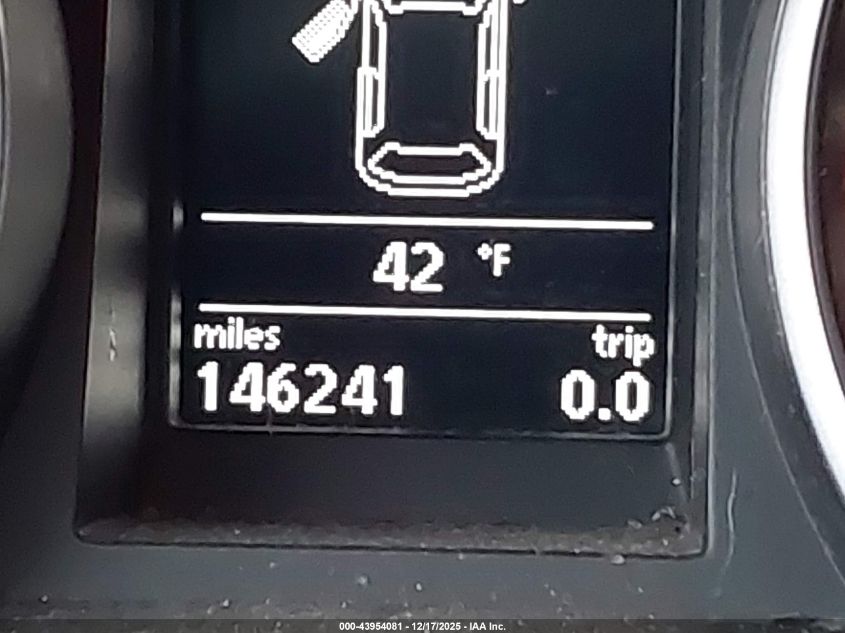 42 °F
miles trip
146241 0.0
000-43954081 - 12/17/2025 - IAA Inc.